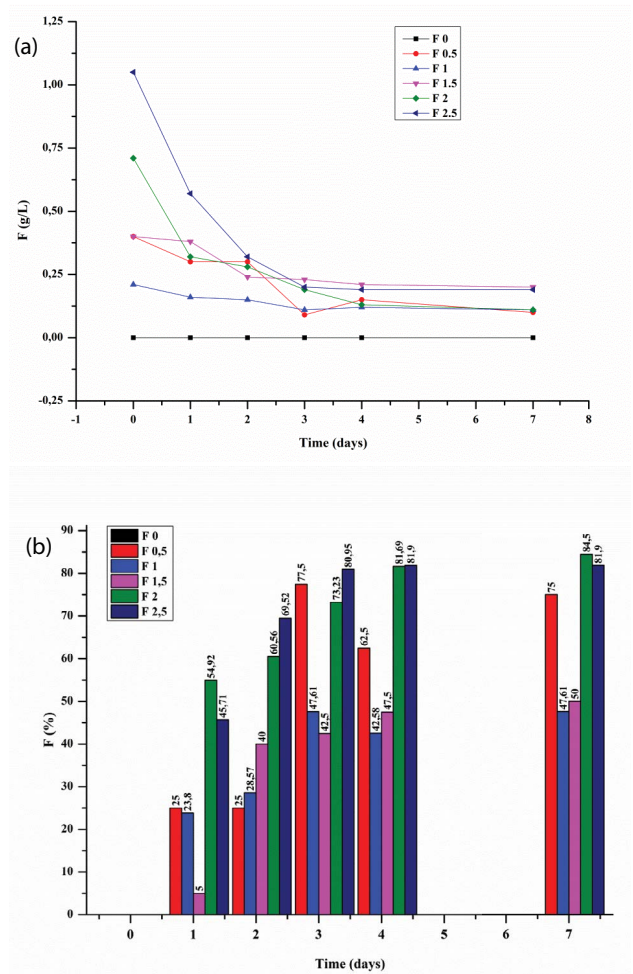 (a)
1,25
1,00
0,75
0,50
0,25
0,00
-0,25
F (g/L)
F 0
F 0.5
F 1
F 1.5
F 2
F 2.5
-1 0 1 2 3 4 5 6 7 8
Time (days)
(b)
90
80
70
60
50
40
30
20
10
0
F (%)
F 0
F 0,5
F 1
F 1,5
F 2
F 2,5
25 23,8 5 54,92 45,71
25 28,57 40 60,56 69,52
77,5 47,61 42,5 73,23 80,95
62,5 42,58 47,5 81,69 81,9
75 47,61 50 84,5 81,9
0 1 2 3 4 5 6 7
Time (days)